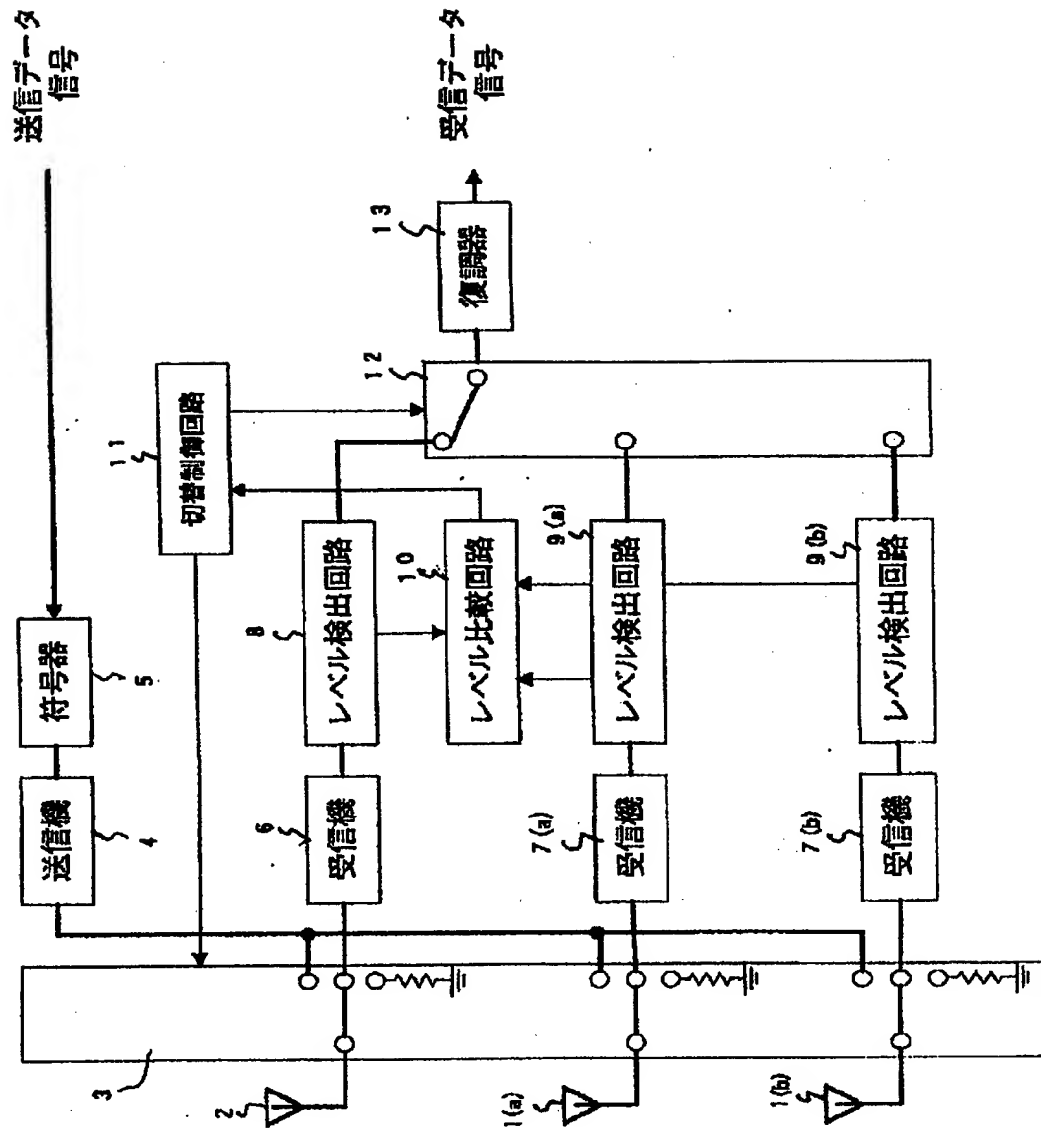 送信データ
信号
受信データ
信号
符号器
5
送信機
4
11
切替制御回路
13
復調器
12
8
レベル検出回路
6
受信機
10
レベル比較回路
9(a)
レベル検出回路
7(a)
受信機
9(b)
レベル検出回路
7(b)
受信機
3
2
1(a)
1(b)